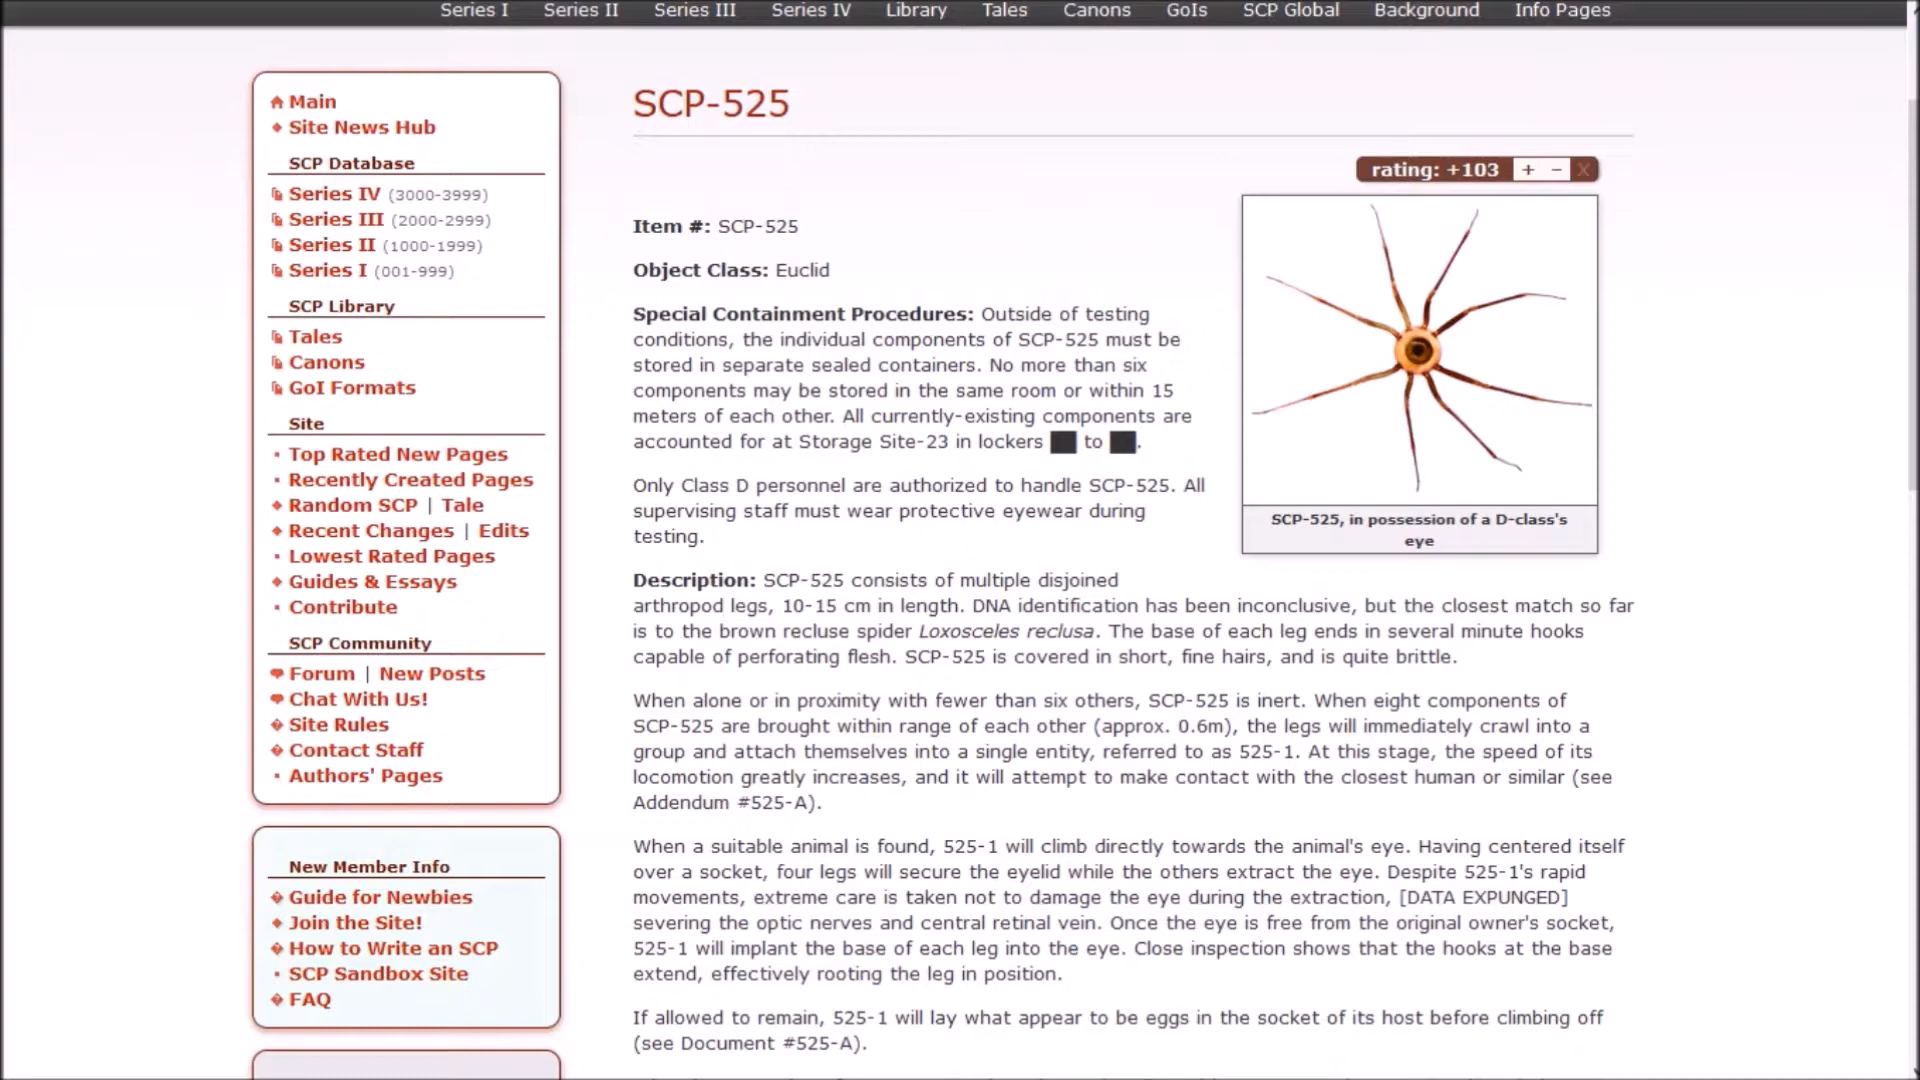 Series I Series II Series III Series IV Library Tales Canons GoIs SCP Global Background Info Pages
Main
Site News Hub
SCP Database
Series IV (3000-3999)
Series III (2000-2999)
Series II (1000-1999)
Series I (001-999)
SCP Library
Tales
Canons
GoI Formats
Site
Top Rated New Pages
Recently Created Pages
Random SCP | Tale
Recent Changes | Edits
Lowest Rated Pages
Guides & Essays
Contribute
SCP Community
Forum | New Posts
Chat With Us!
Site Rules
Contact Staff
Authors' Pages
New Member Info
Guide for Newbies
Join the Site!
How to Write an SCP
SCP Sandbox Site
FAQ
SCP-525
rating: +103 + − X
Item #: SCP-525
Object Class: Euclid
Special Containment Procedures: Outside of testing
conditions, the individual components of SCP-525 must be
stored in separate sealed containers. No more than six
components may be stored in the same room or within 15
meters of each other. All currently-existing components are
accounted for at Storage Site-23 in lockers ██ to ██.
Only Class D personnel are authorized to handle SCP-525. All
supervising staff must wear protective eyewear during
testing.
SCP-525, in possession of a D-class's
eye
Description: SCP-525 consists of multiple disjoined
arthropod legs, 10-15 cm in length. DNA identification has been inconclusive, but the closest match so far
is to the brown recluse spider Loxosceles reclusa. The base of each leg ends in several minute hooks
capable of perforating flesh. SCP-525 is covered in short, fine hairs, and is quite brittle.
When alone or in proximity with fewer than six others, SCP-525 is inert. When eight components of
SCP-525 are brought within range of each other (approx. 0.6m), the legs will immediately crawl into a
group and attach themselves into a single entity, referred to as 525-1. At this stage, the speed of its
locomotion greatly increases, and it will attempt to make contact with the closest human or similar (see
Addendum #525-A).
When a suitable animal is found, 525-1 will climb directly towards the animal's eye. Having centered itself
over a socket, four legs will secure the eyelid while the others extract the eye. Despite 525-1's rapid
movements, extreme care is taken not to damage the eye during the extraction, [DATA EXPUNGED]
severing the optic nerves and central retinal vein. Once the eye is free from the original owner's socket,
525-1 will implant the base of each leg into the eye. Close inspection shows that the hooks at the base
extend, effectively rooting the leg in position.
If allowed to remain, 525-1 will lay what appear to be eggs in the socket of its host before climbing off
(see Document #525-A).